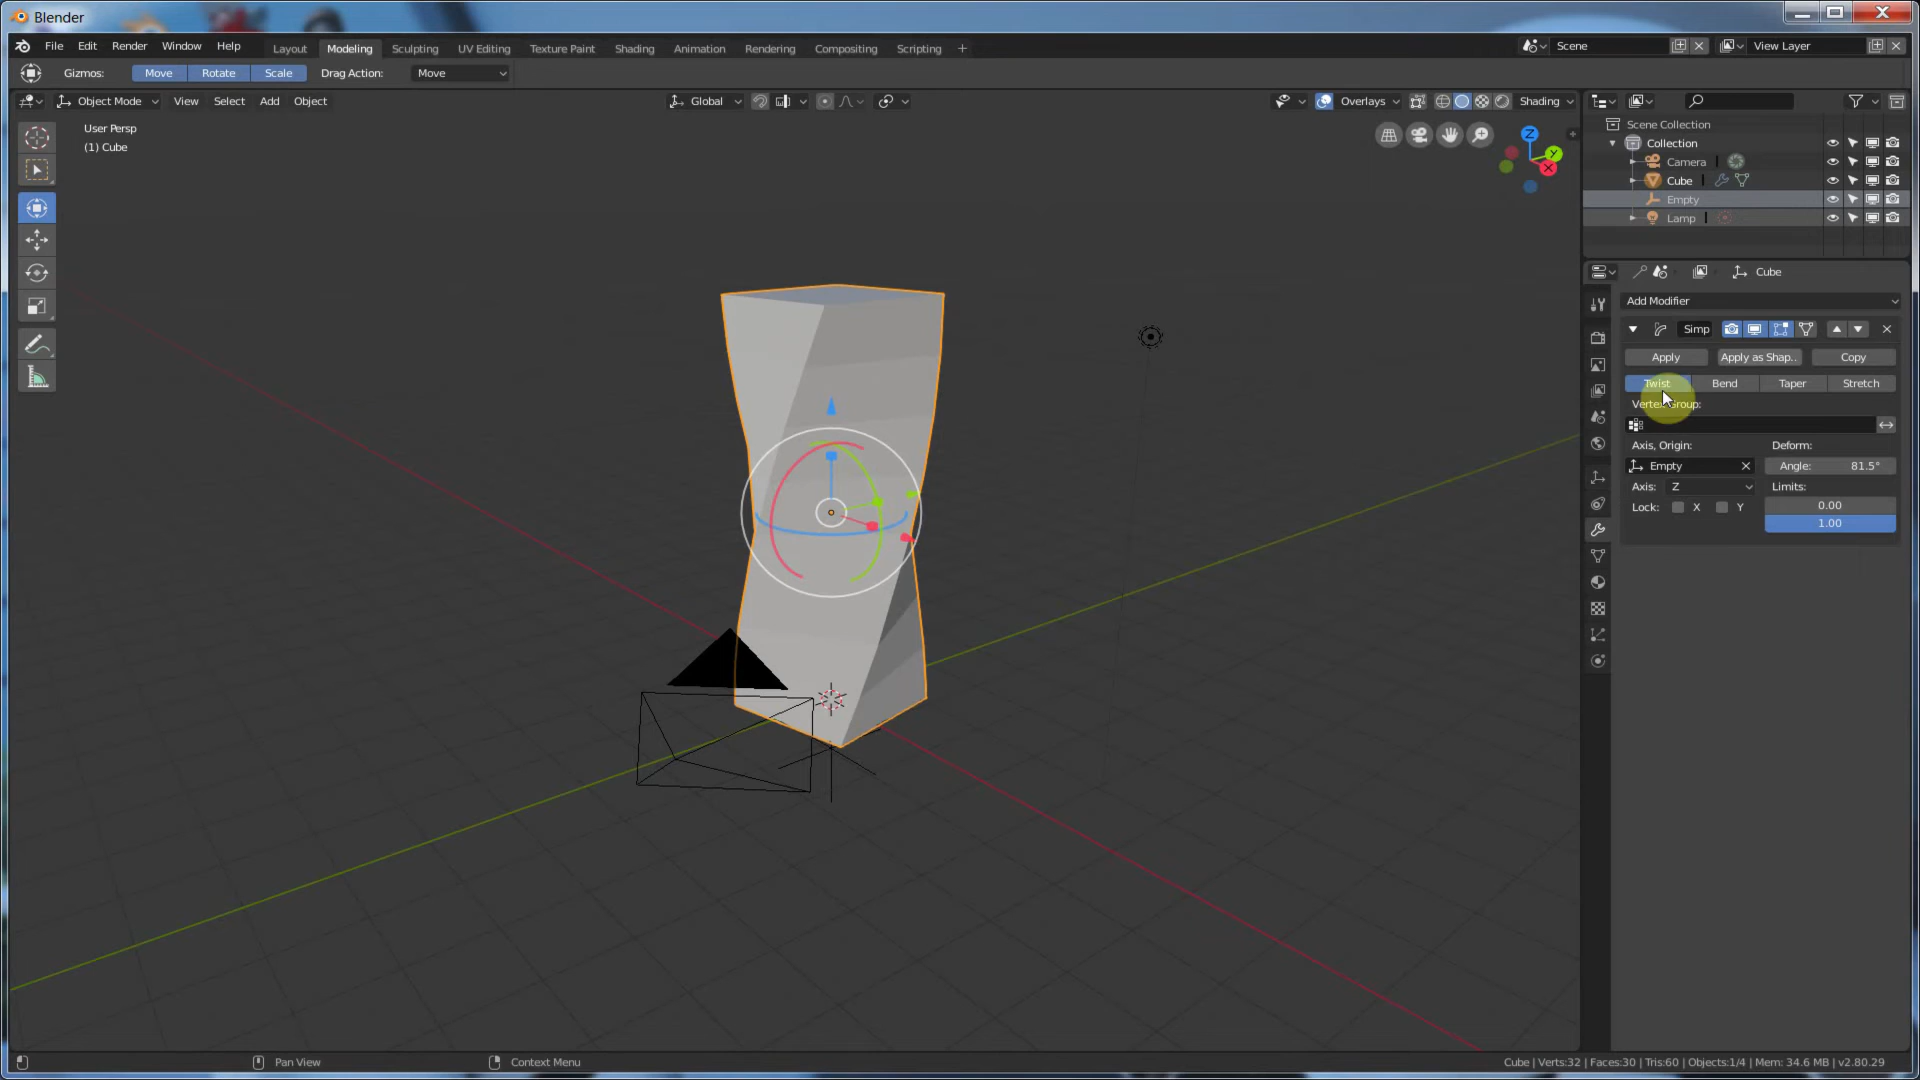 Blender
File Edit Render Window Help Layout Modeling Sculpting UV Editing Texture Paint Shading Animation Rendering Compositing Scripting + Scene View Layer
Gizmos: Move Rotate Scale Drag Action: Move
Object Mode View Select Add Object Global Overlays Shading
User Persp
(1) Cube
Z
Y
X
Scene Collection
Collection
Camera
Cube
Empty
Lamp
Cube
Add Modifier
Simp
Apply Apply as Shap.. Copy
Twist Bend Taper Stretch
Vertex Group:
Axis, Origin: Deform:
Empty Angle: 81.5°
Axis: Z Limits:
Lock: X Y 0.00
1.00
Pan View Context Menu Cube | Verts:32 | Faces:30 | Tris:60 | Objects:1/4 | Mem: 34.6 MB | v2.80.29